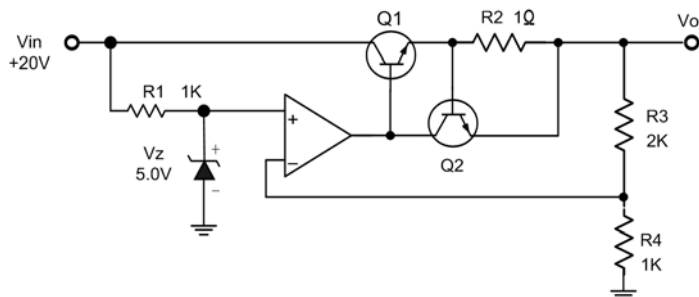 Q1
R2 1Ω
Vo
Vin
+20V
R1 1K
+
R3
2K
Vz
5.0V
+
−
−
Q2
R4
1K